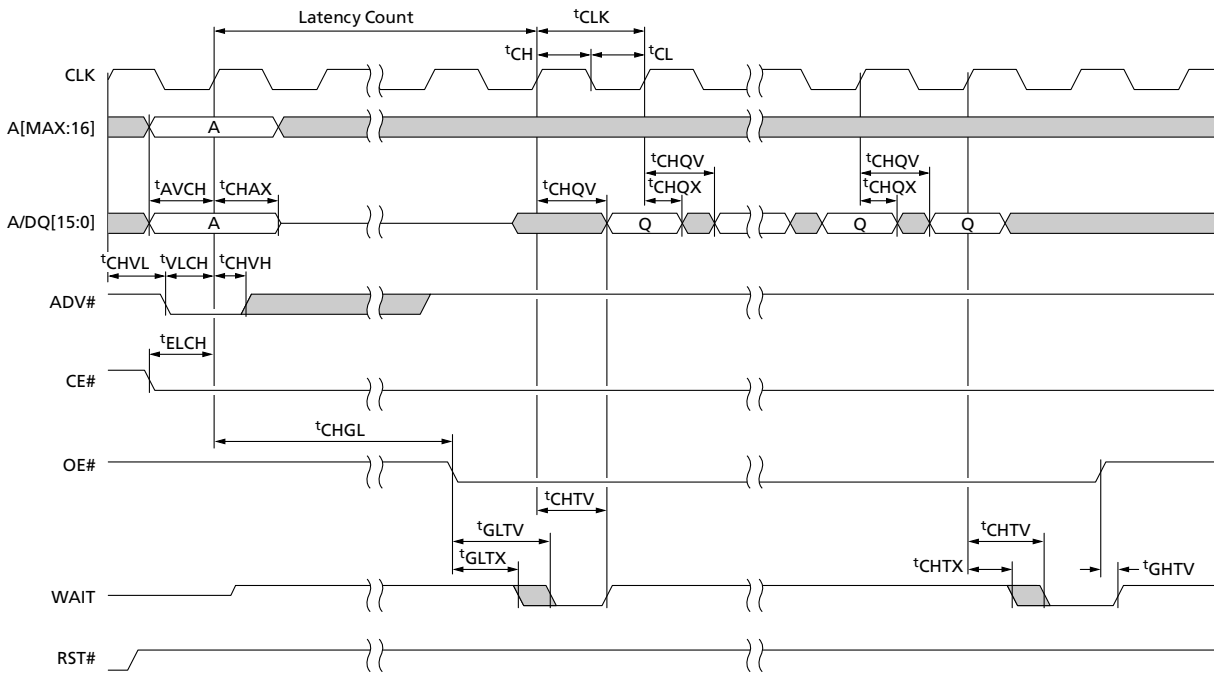 Latency Count
tCLK
tCH
tCL
CLK
A[MAX:16]
A
tCHQV
tCHQV
tAVCH
tCHAX
tCHQV
tCHQX
tCHQX
A/DQ[15:0]
A
Q
Q
Q
tCHVL
tVLCH
tCHVH
ADV#
tELCH
CE#
tCHGL
OE#
tCHTV
tGLTV
tCHTV
tGLTX
tCHTX
tGHTV
WAIT
RST#